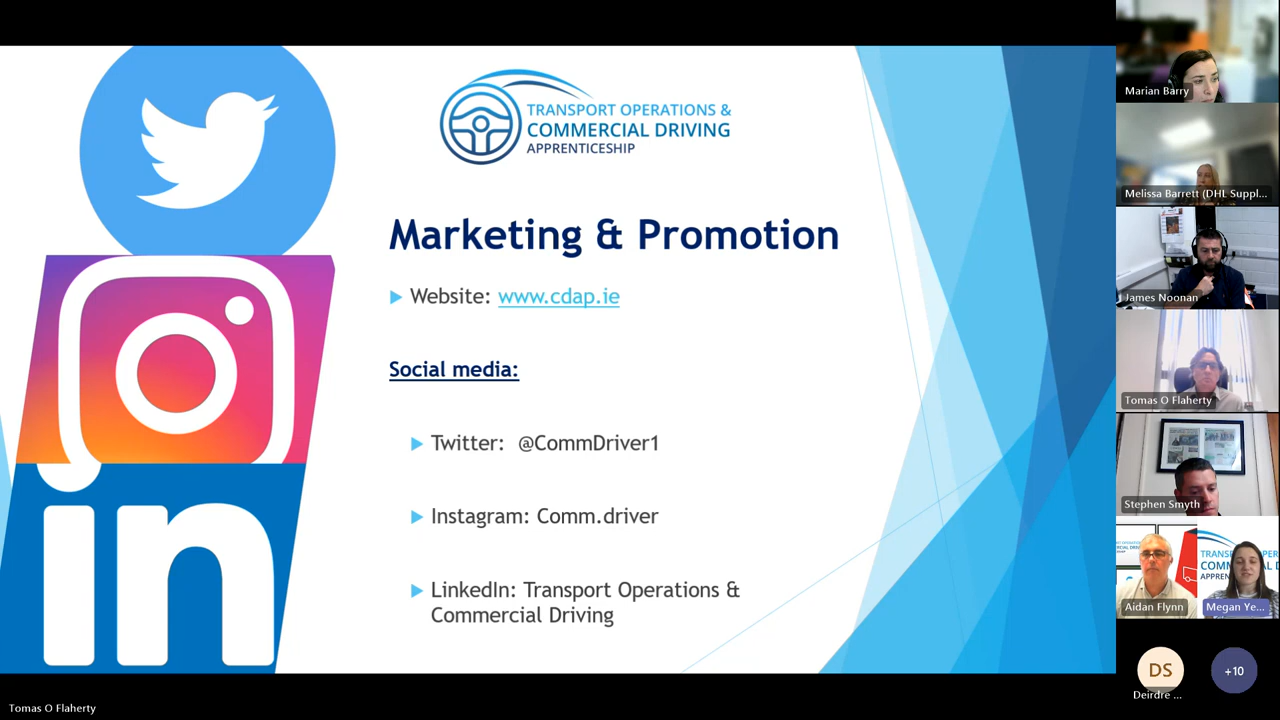 TRANSPORT OPERATIONS &
COMMERCIAL DRIVING
APPRENTICESHIP
Marketing & Promotion
Website: www.cdap.ie
Social media:
Twitter: @CommDriver1
Instagram: Comm.driver
LinkedIn: Transport Operations &
Commercial Driving
in
Marian Barry
Melissa Barrett (DHL Suppl...
James Noonan
Tomas O Flaherty
Stephen Smyth
Aidan Flynn
Megan Ye...
DS
Deirdre ...
+10
Tomas O Flaherty